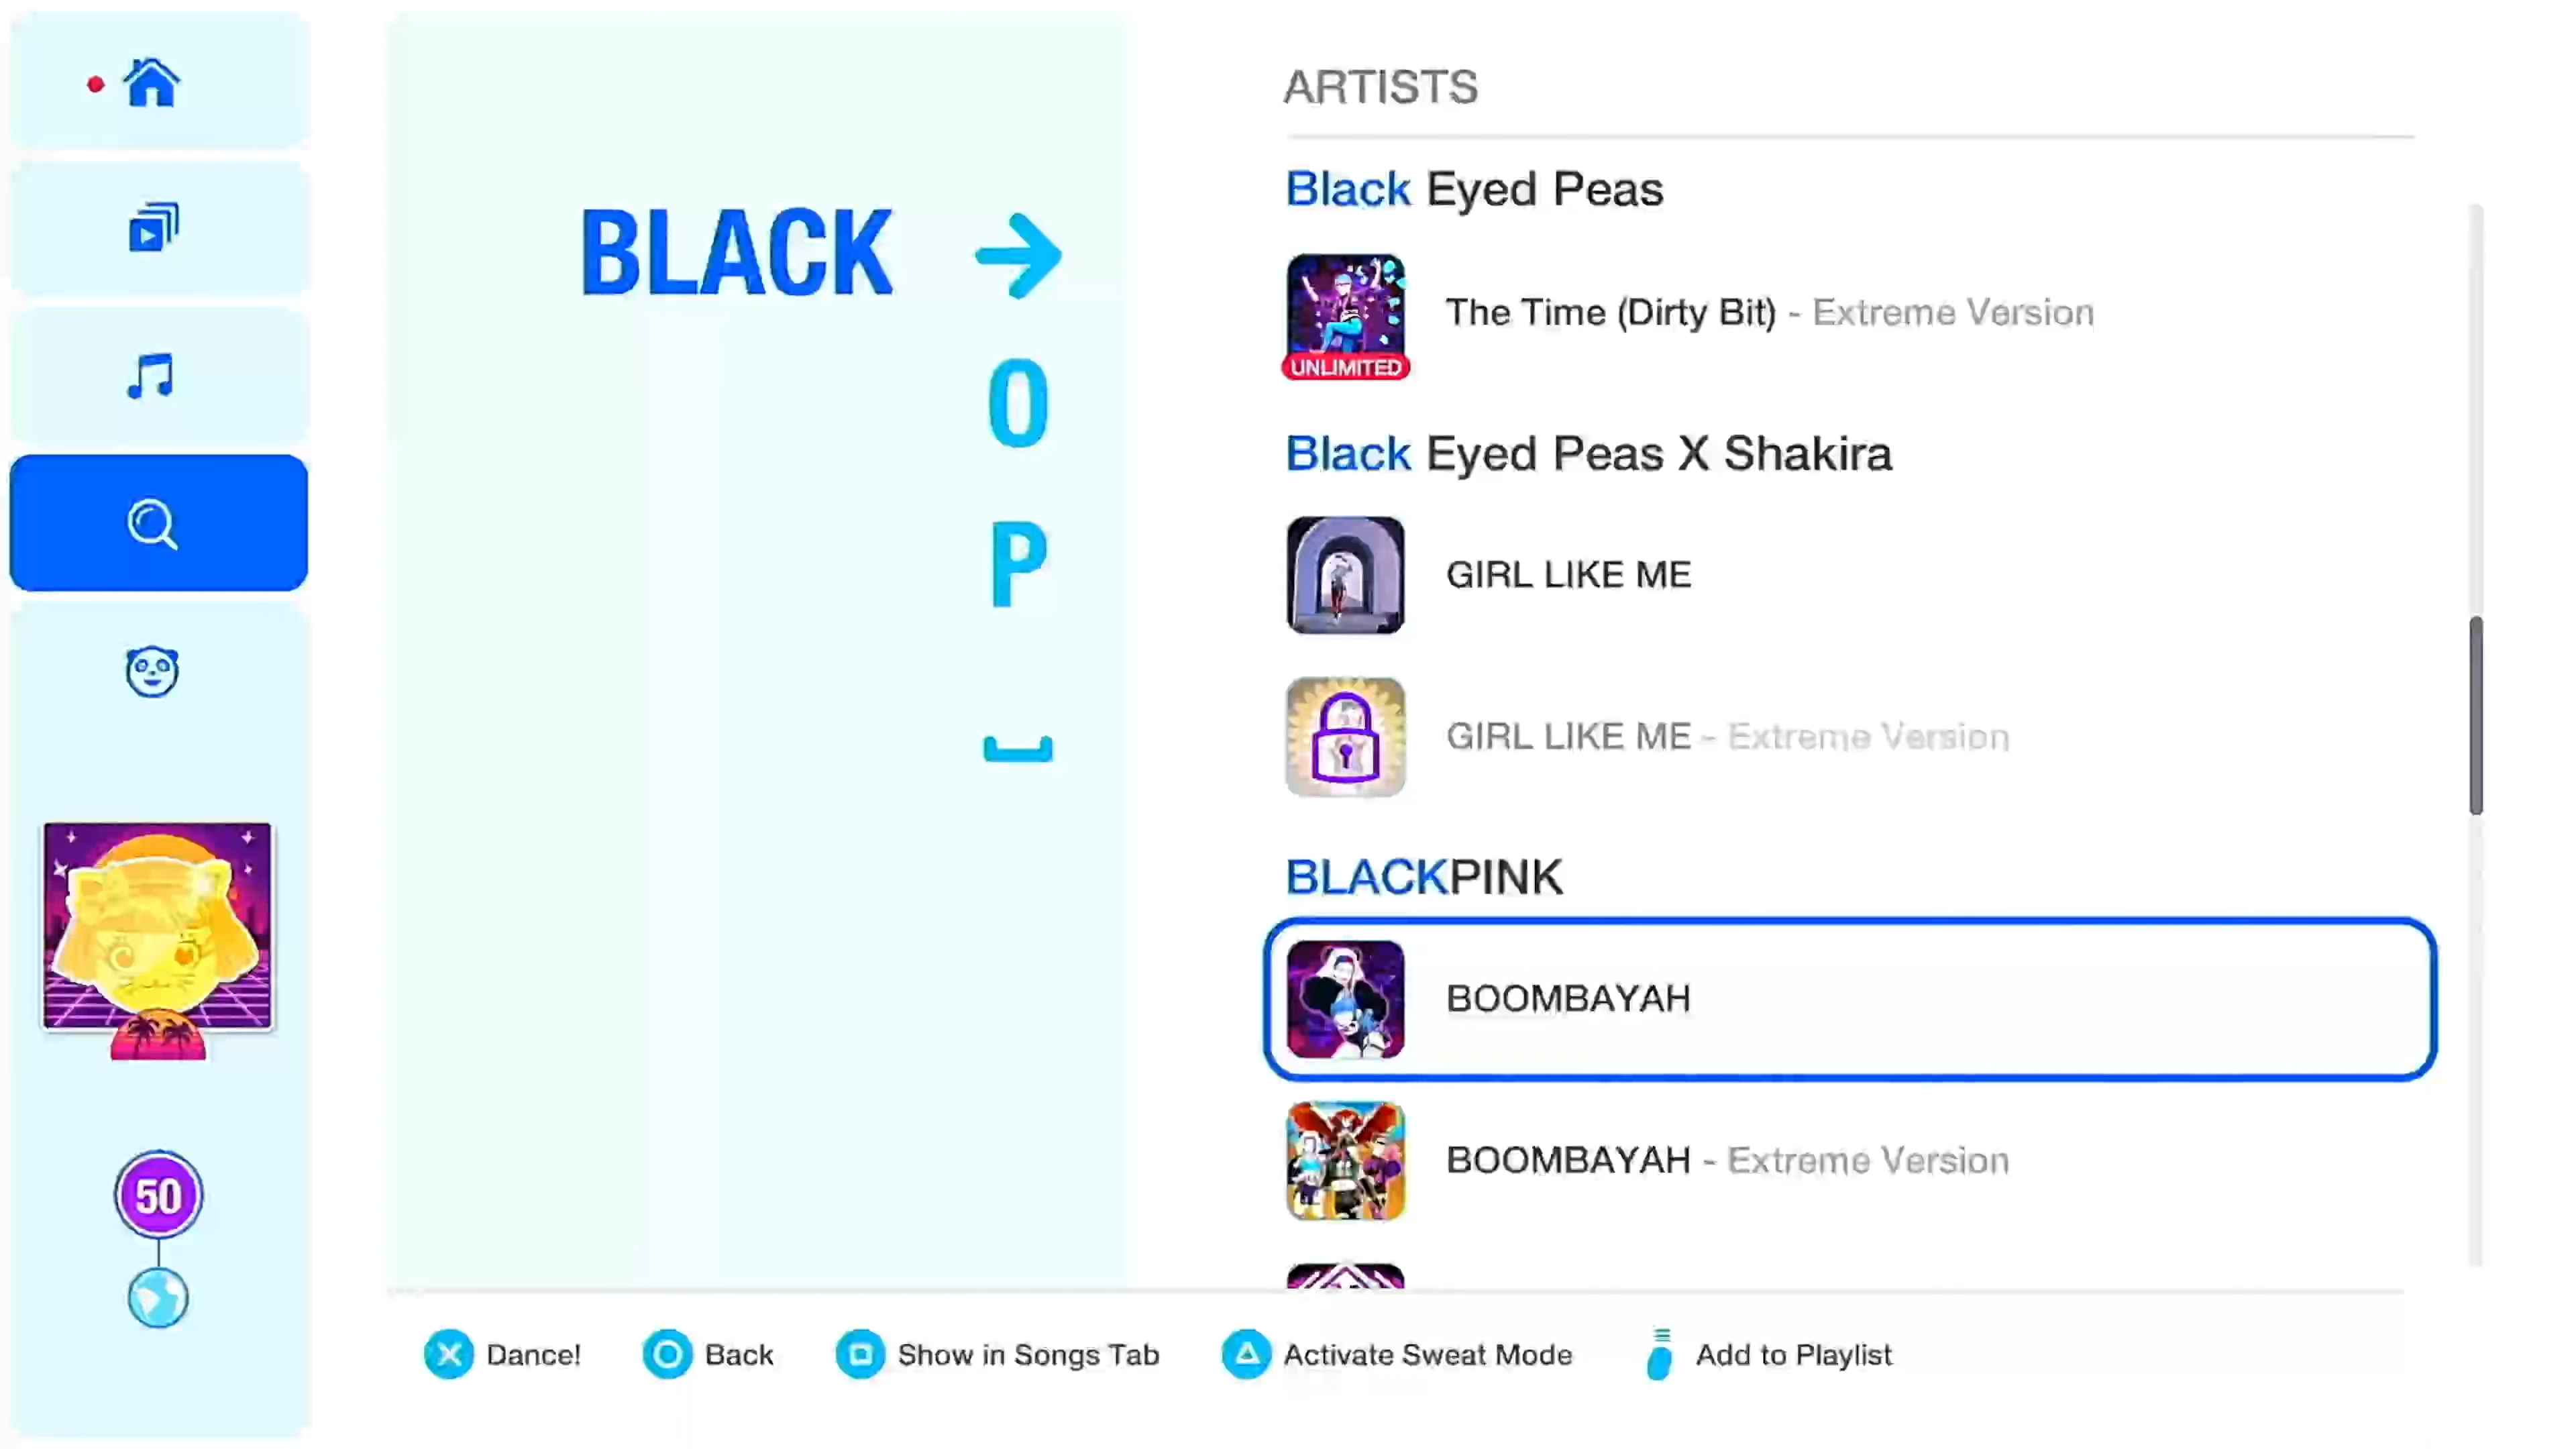 BLACK
O
P
50
ARTISTS
Black Eyed Peas
The Time (Dirty Bit) - Extreme Version
UNLIMITED
Black Eyed Peas X Shakira
GIRL LIKE ME
GIRL LIKE ME - Extreme Version
BLACKPINK
BOOMBAYAH
BOOMBAYAH - Extreme Version
Dance! Back Show in Songs Tab Activate Sweat Mode Add to Playlist